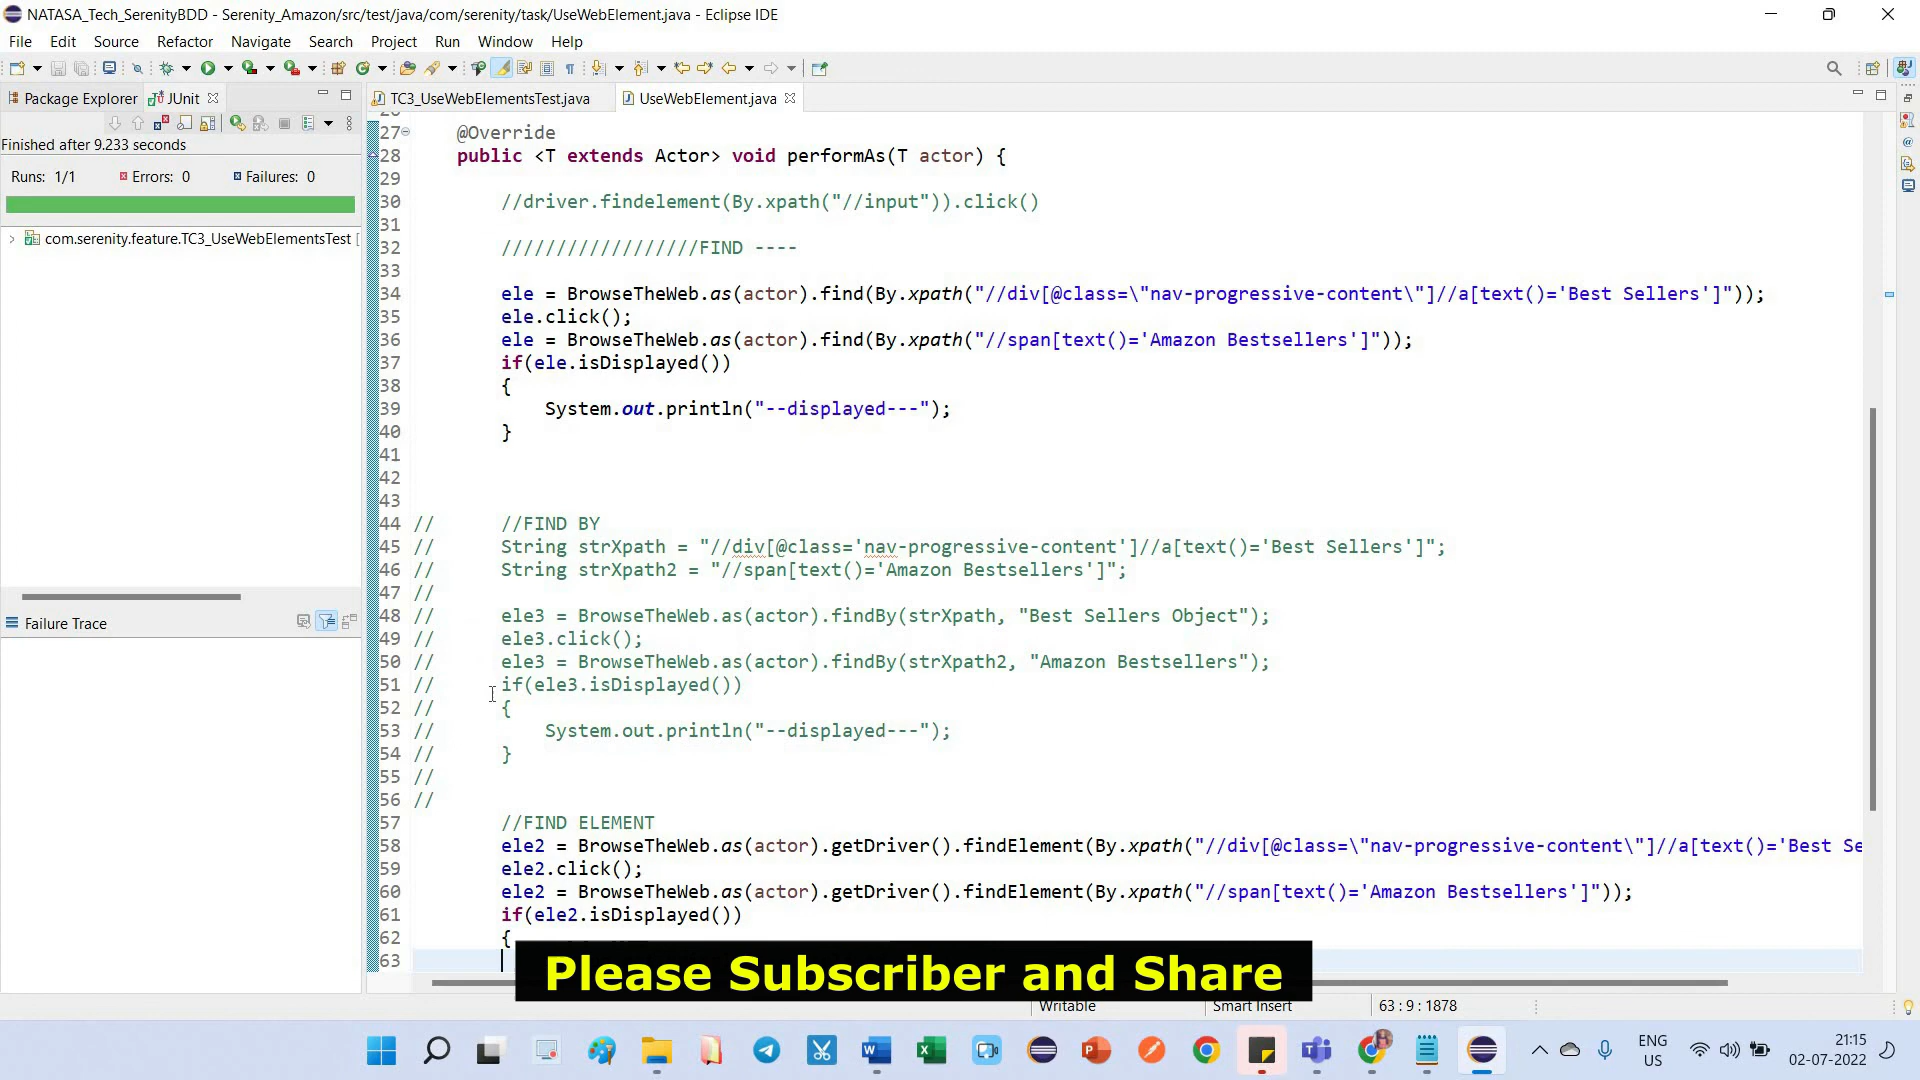 NATASA_Tech_SerenityBDD - Serenity_Amazon/src/test/java/com/serenity/task/UseWebElement.java - Eclipse IDE
File Edit Source Refactor Navigate Search Project Run Window Help
Package Explorer JUnit
TC3_UseWebElementsTest.java UseWebElement.java
Finished after 9.233 seconds
Runs: 1/1 Errors: 0 Failures: 0
com.serenity.feature.TC3_UseWebElementsTest [
Failure Trace
27 @Override
28 public <T extends Actor> void performAs(T actor) {
29
30 //driver.findelement(By.xpath("//input")).click()
31
32 //////////////////FIND ----
33
34 ele = BrowseTheWeb.as(actor).find(By.xpath("//div[@class=\"nav-progressive-content\"]//a[text()='Best Sellers']"));
35 ele.click();
36 ele = BrowseTheWeb.as(actor).find(By.xpath("//span[text()='Amazon Bestsellers']"));
37 if(ele.isDisplayed())
38 {
39 System.out.println("--displayed---");
40 }
41
42
43
44 // //FIND BY
45 // String strXpath = "//div[@class='nav-progressive-content']//a[text()='Best Sellers']";
46 // String strXpath2 = "//span[text()='Amazon Bestsellers']";
47 //
48 // ele3 = BrowseTheWeb.as(actor).findBy(strXpath, "Best Sellers Object");
49 // ele3.click();
50 // ele3 = BrowseTheWeb.as(actor).findBy(strXpath2, "Amazon Bestsellers");
51 // if(ele3.isDisplayed())
52 // {
53 // System.out.println("--displayed---");
54 // }
55 //
56 //
57 //FIND ELEMENT
58 ele2 = BrowseTheWeb.as(actor).getDriver().findElement(By.xpath("//div[@class=\"nav-progressive-content\"]//a[text()='Best Se
59 ele2.click();
60 ele2 = BrowseTheWeb.as(actor).getDriver().findElement(By.xpath("//span[text()='Amazon Bestsellers']"));
61 if(ele2.isDisplayed())
62 {
63
Please Subscriber and Share
Writable Smart Insert 63 : 9 : 1878
ENG
US
21:15
02-07-2022